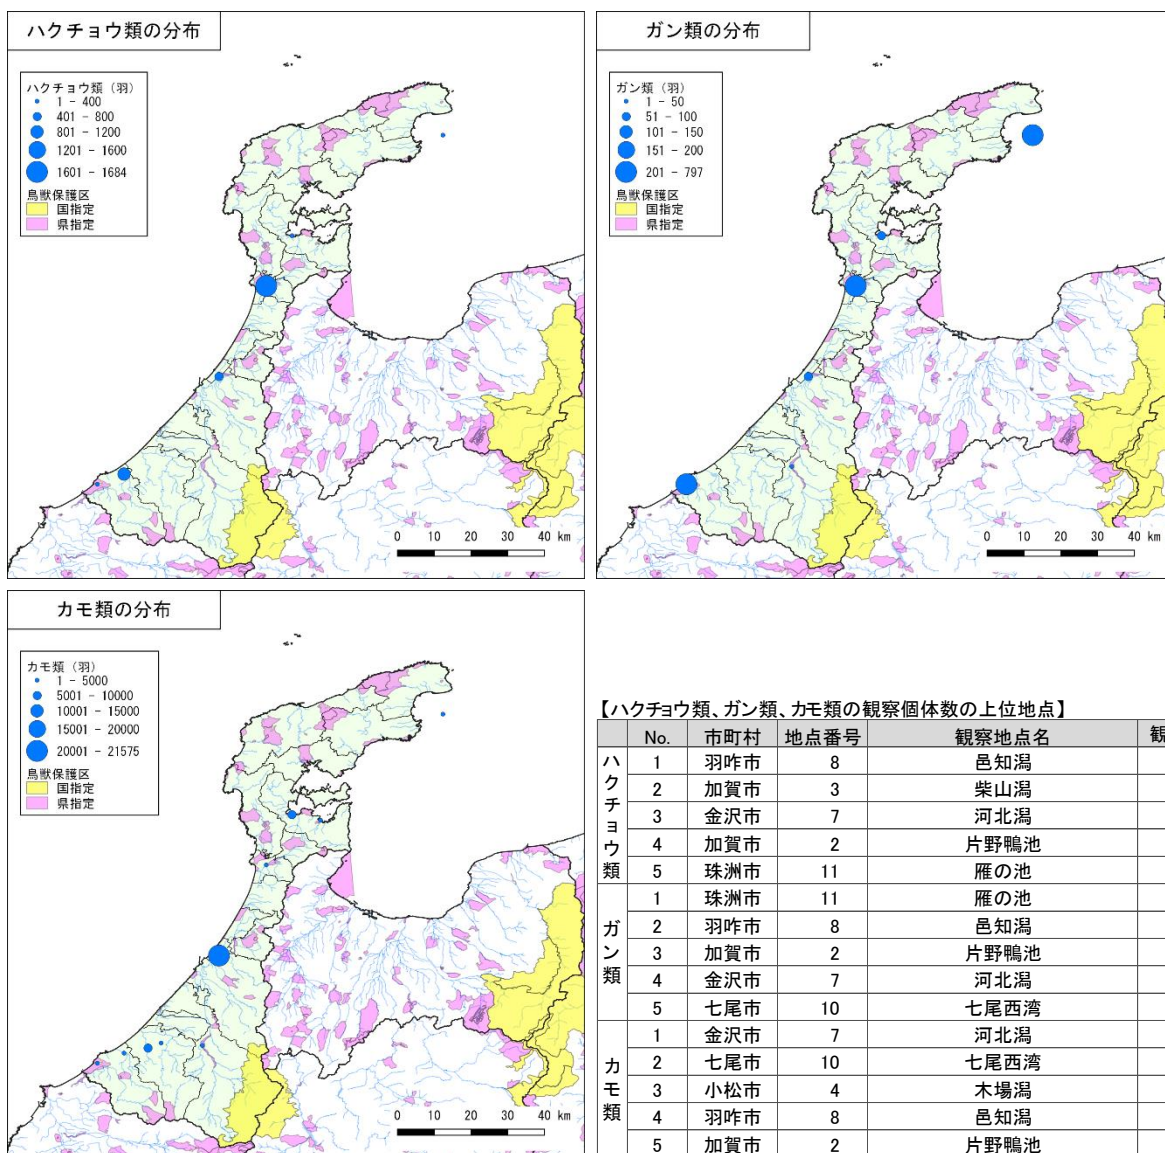 ハクチョウ類の分布
ハクチョウ類(羽)
1 - 400
401 - 800
801 - 1200
1201 - 1600
1601 - 1684
鳥獣保護区
国指定
県指定
0 10 20 30 40 km
ガン類の分布
ガン類(羽)
1 - 50
51 - 100
101 - 150
151 - 200
201 - 797
鳥獣保護区
国指定
県指定
0 10 20 30 40 km
カモ類の分布
カモ類(羽)
1 - 5000
5001 - 10000
10001 - 15000
15001 - 20000
20001 - 21575
鳥獣保護区
国指定
県指定
0 10 20 30 40 km
【ハクチョウ類、ガン類、カモ類の観察個体数の上位地点】
No. 市町村 地点番号 観察地点名 観
ハクチョウ類
1 羽咋市 8 邑知潟
2 加賀市 3 柴山潟
3 金沢市 7 河北潟
4 加賀市 2 片野鴨池
5 珠洲市 11 雁の池
ガン類
1 珠洲市 11 雁の池
2 羽咋市 8 邑知潟
3 加賀市 2 片野鴨池
4 金沢市 7 河北潟
5 七尾市 10 七尾西湾
カモ類
1 金沢市 7 河北潟
2 七尾市 10 七尾西湾
3 小松市 4 木場潟
4 羽咋市 8 邑知潟
5 加賀市 2 片野鴨池